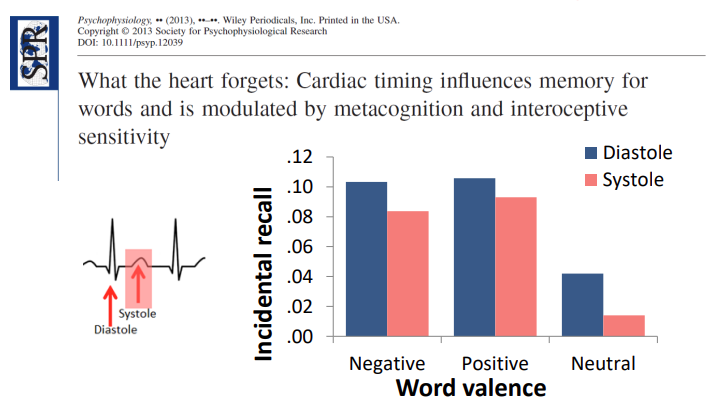 Psychophysiology, •• (2013), ••–••. Wiley Periodicals, Inc. Printed in the USA.
Copyright © 2013 Society for Psychophysiological Research
DOI: 10.1111/psyp.12039
SPR
What the heart forgets: Cardiac timing influences memory for
words and is modulated by metacognition and interoceptive
sensitivity
Diastole
Systole
.12
.10
.08
.06
.04
.02
.00
Incidental recall
Negative
Positive
Neutral
Word valence
Systole
Diastole